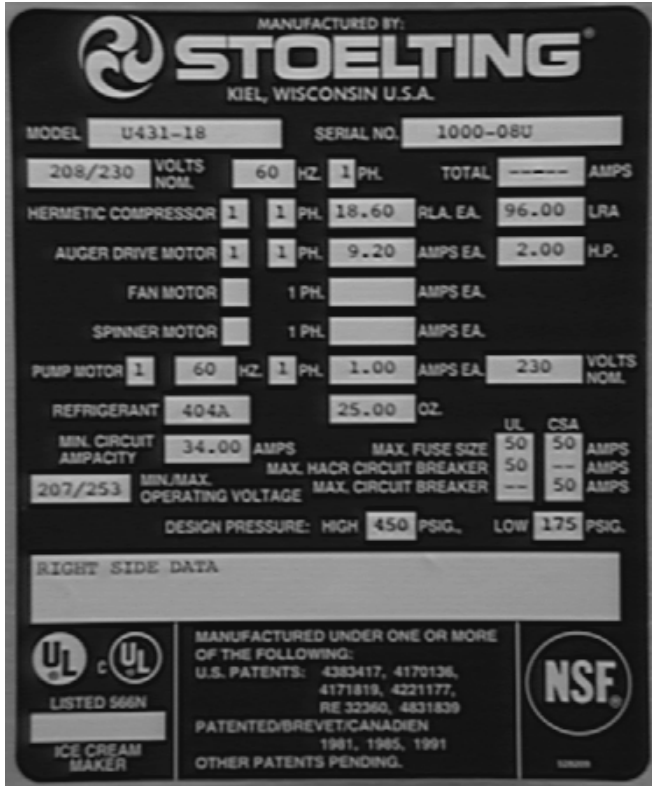 MANUFACTURED BY:
STOELTING®
KIEL, WISCONSIN U.S.A.
MODEL U431-18 SERIAL NO. 1000-08U
208/230 VOLTS NOM. 60 HZ. 1 PH. TOTAL ----- AMPS
HERMETIC COMPRESSOR 1 1 PH. 18.60 RLA. EA. 96.00 LRA
AUGER DRIVE MOTOR 1 1 PH. 9.20 AMPS EA. 2.00 H.P.
FAN MOTOR 1 PH. AMPS EA.
SPINNER MOTOR 1 PH. AMPS EA.
PUMP MOTOR 1 60 HZ. 1 PH. 1.00 AMPS EA. 230 VOLTS NOM.
REFRIGERANT 404A 25.00 OZ.
UL CSA
MIN. CIRCUIT AMPACITY 34.00 AMPS MAX. FUSE SIZE 50 50 AMPS
MAX. HACR CIRCUIT BREAKER 50 -- AMPS
207/253 MIN./MAX. OPERATING VOLTAGE MAX. CIRCUIT BREAKER -- 50 AMPS
DESIGN PRESSURE: HIGH 450 PSIG., LOW 175 PSIG.
RIGHT SIDE DATA
UL C UL
LISTED 566N
ICE CREAM
MAKER
MANUFACTURED UNDER ONE OR MORE
OF THE FOLLOWING:
U.S. PATENTS: 4383417, 4170136,
4171819, 4221177,
RE 32360, 4831839
PATENTED/BREVET/CANADIEN
1981, 1985, 1991
OTHER PATENTS PENDING.
NSF®